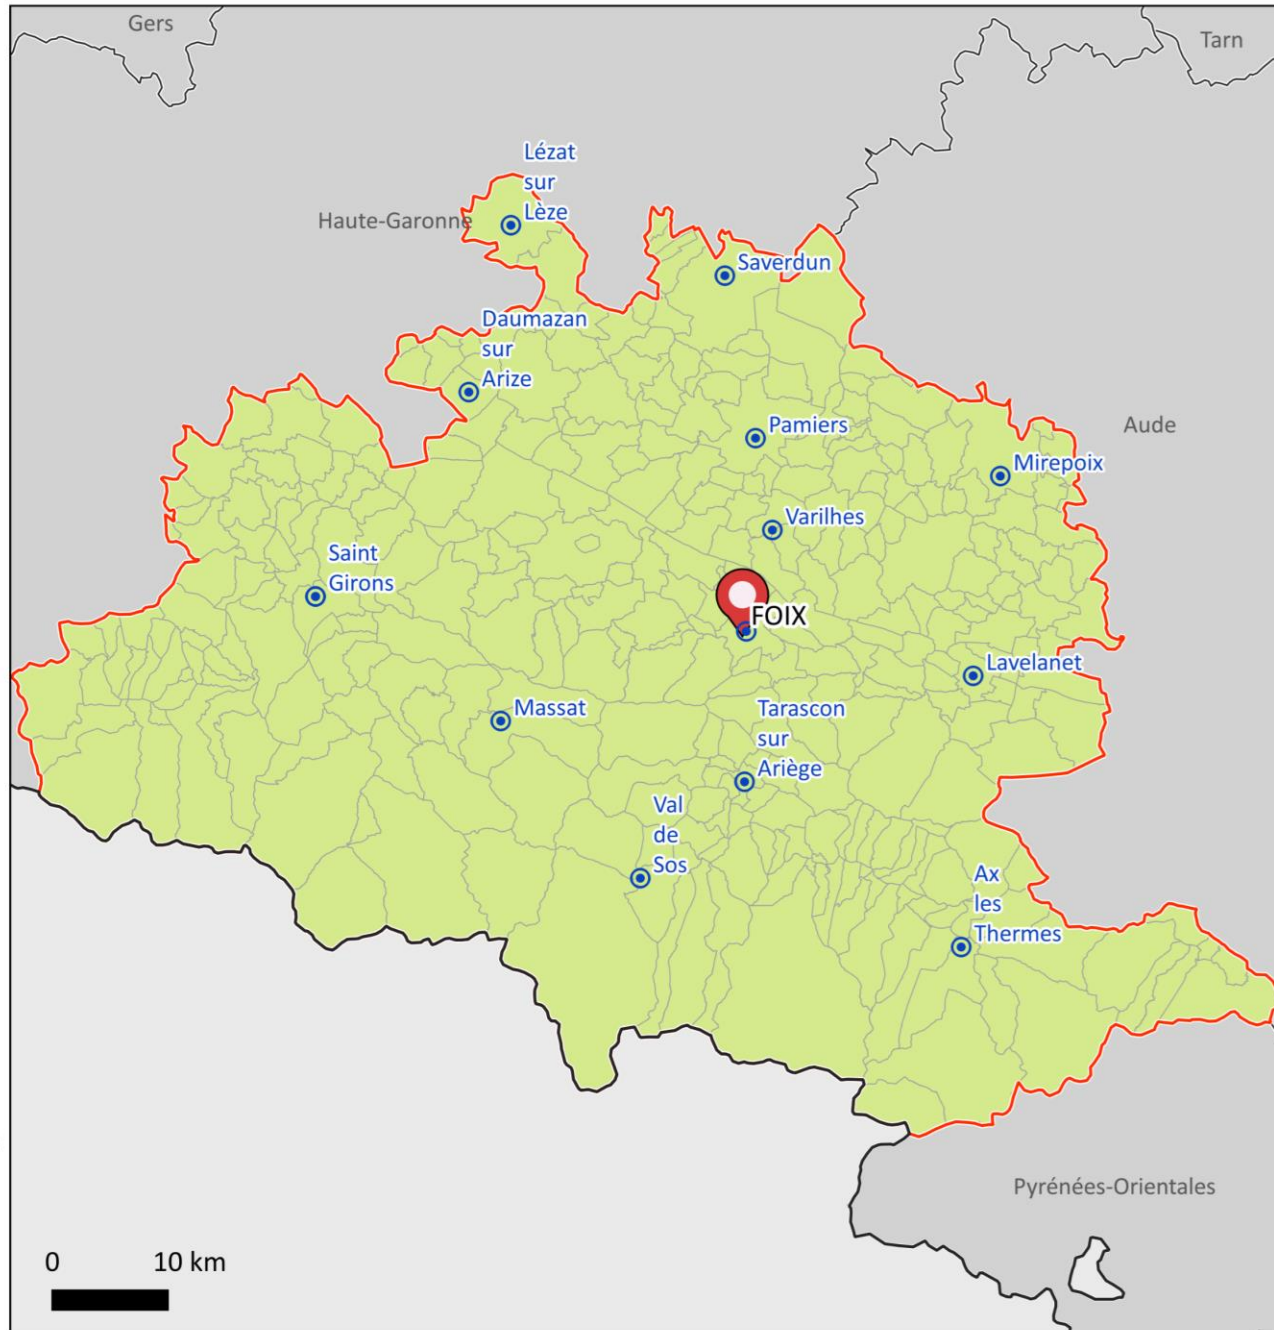 Gers
Tarn
Lézat
sur
Lèze
Haute-Garonne
Saverdun
Daumazan
sur
Arize
Aude
Pamiers
Mirepoix
Varilhes
Saint
Girons
FOIX
Lavelanet
Massat
Tarascon
sur
Ariège
Val
de
Sos
Ax
les
Thermes
Pyrénées-Orientales
0 10 km